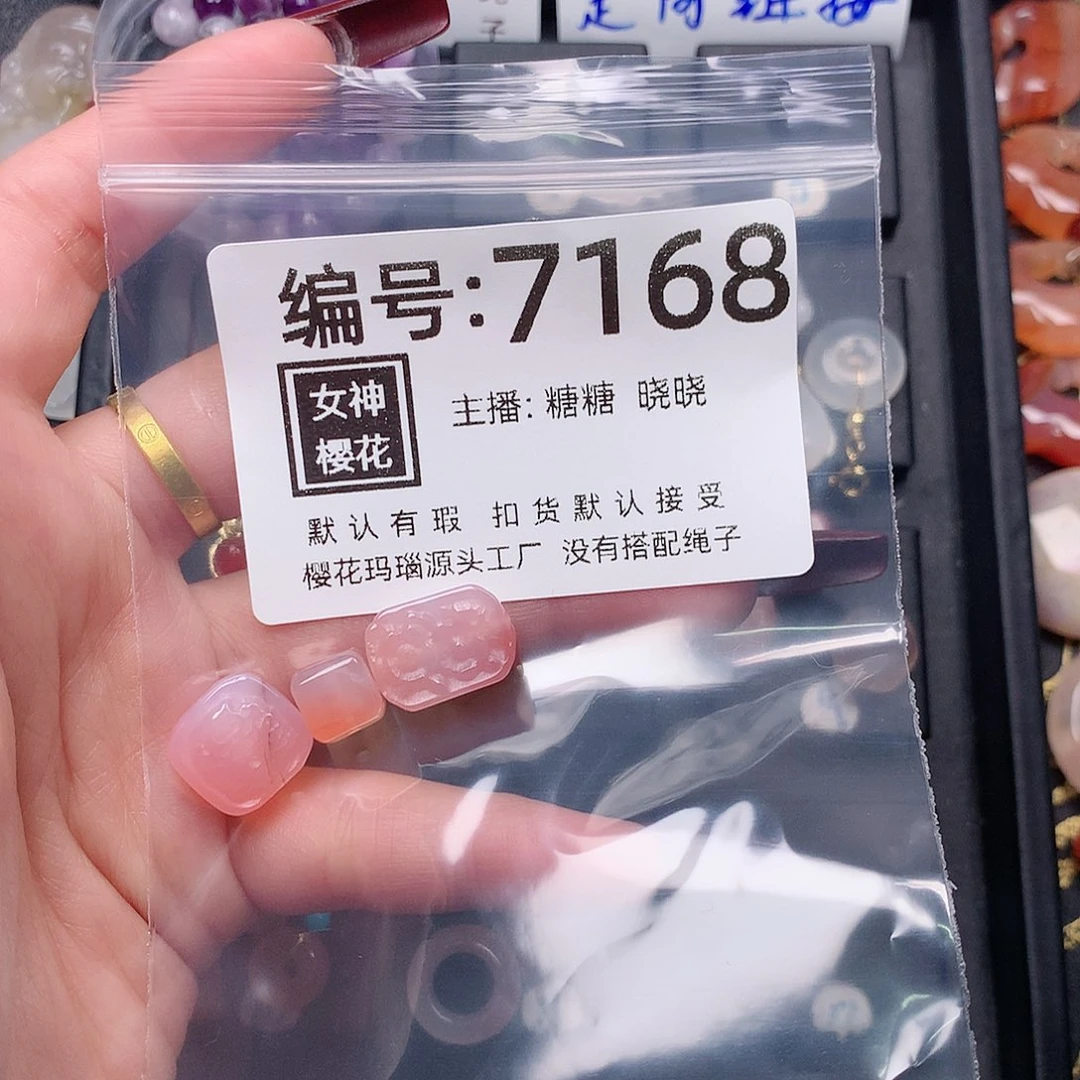 子
编号:7168
女神
樱花
主播: 糖糖 晓晓
默认有瑕 扣货默认接受
樱花玛瑙源头工厂 没有搭配绳子